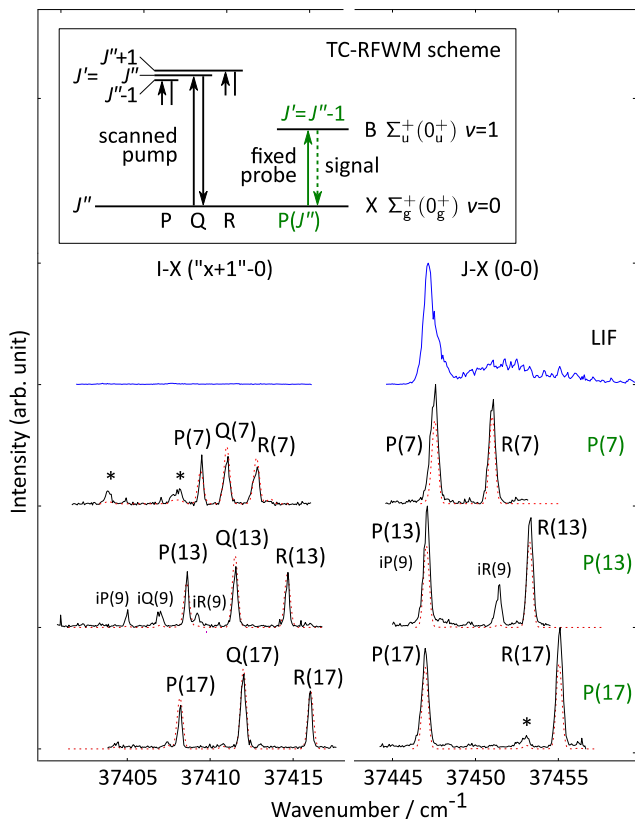 TC-RFWM scheme
J″+1
J′= J″
J″-1
J′=J″-1
B Σu+(0u+) v=1
scanned pump
fixed probe
signal
J″
X Σg+(0g+) v=0
P Q R
P(J″)
I-X ("x+1"-0)
J-X (0-0)
LIF
P(7) Q(7) R(7)
P(7) R(7)
P(7)
* *
P(13) Q(13) R(13)
iP(9) iQ(9) iR(9)
P(13) R(13)
iP(9) iR(9)
P(13)
P(17) Q(17) R(17)
P(17) R(17)
*
P(17)
Intensity (arb. unit)
37405 37410 37415 37445 37450 37455
Wavenumber / cm-1